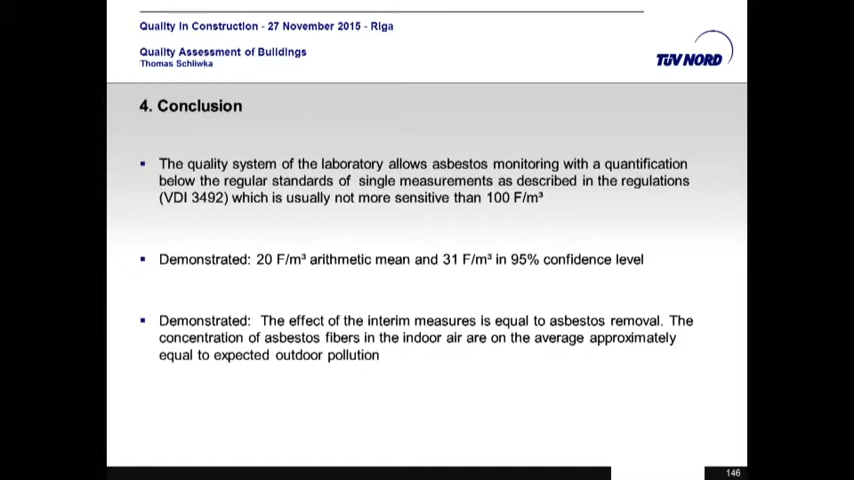 Quality in Construction - 27 November 2015 - Riga
Quality Assessment of Buildings
Thomas Schliwka
TÜV NORD
4. Conclusion
▪ The quality system of the laboratory allows asbestos monitoring with a quantification
below the regular standards of single measurements as described in the regulations
(VDI 3492) which is usually not more sensitive than 100 F/m³
▪ Demonstrated: 20 F/m³ arithmetic mean and 31 F/m³ in 95% confidence level
▪ Demonstrated: The effect of the interim measures is equal to asbestos removal. The
concentration of asbestos fibers in the indoor air are on the average approximately
equal to expected outdoor pollution
146